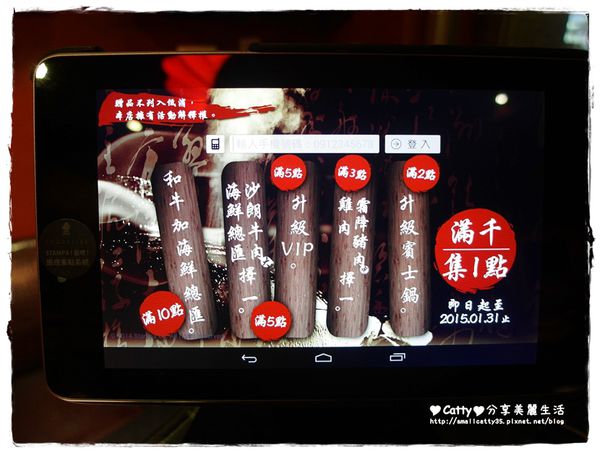 贈品不列入低消，
本店擁有活動解釋權。
輸入手機號碼：0912345678
登入
滿2點
升級賓士鍋。
滿3點
霜降豬肉、
雞肉 擇一。
滿5點
升級VIP。
沙朗牛肉、
海鮮總匯 擇一。
滿5點
和牛加海鮮總匯。
滿10點
滿千
集1點
即日起至
2015.01.31止
♥Catty♥分享美麗生活
http://smallcatty35.pixnet.net/blog